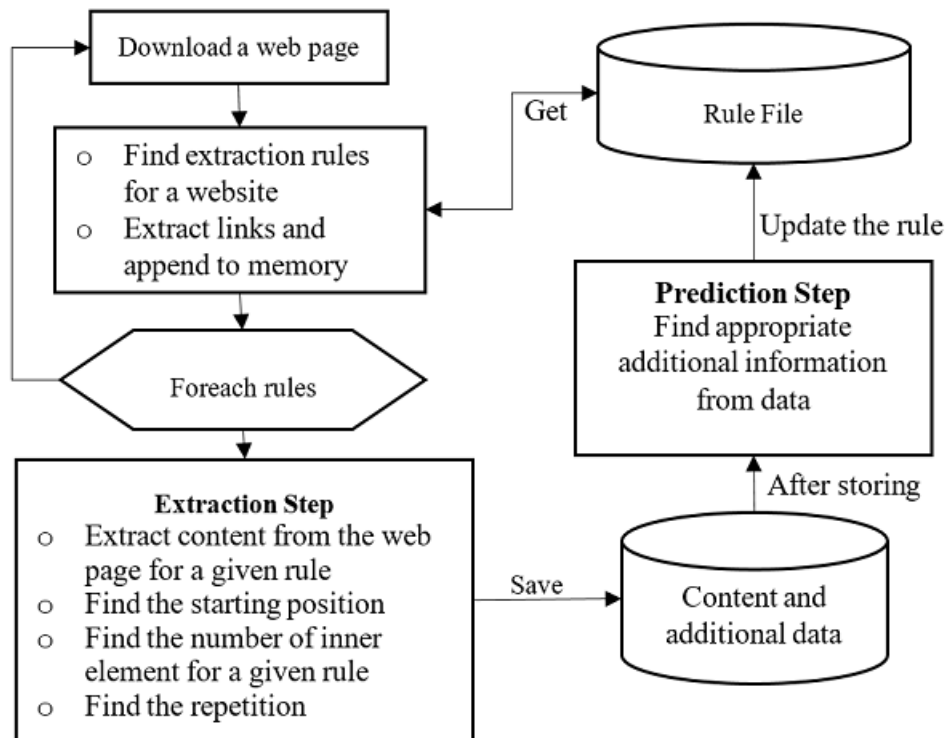 Download a web page
Get
Rule File
o Find extraction rules
for a website
o Extract links and
append to memory
Update the rule
Prediction Step
Find appropriate
additional information
from data
Foreach rules
After storing
Extraction Step
o Extract content from the web
page for a given rule
o Find the starting position
o Find the number of inner
element for a given rule
o Find the repetition
Save
Content and
additional data